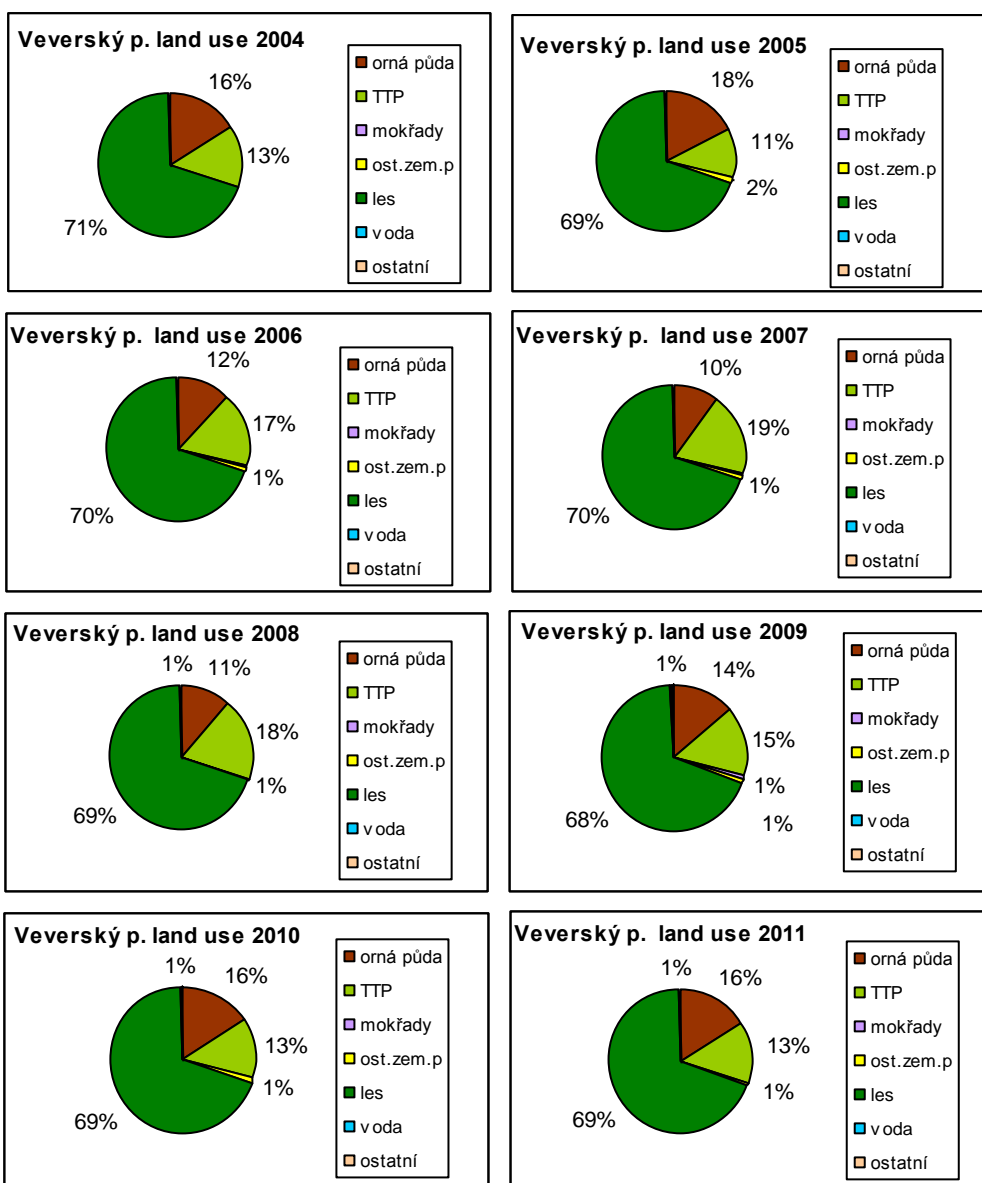 Veverský p. land use 2004
16%
13%
71%
orná půda
TTP
mokřady
ost.zem.p
les
voda
ostatní
Veverský p. land use 2005
18%
11%
2%
69%
orná půda
TTP
mokřady
ost.zem.p
les
voda
ostatní
Veverský p. land use 2006
12%
17%
1%
70%
orná půda
TTP
mokřady
ost.zem.p
les
voda
ostatní
Veverský p. land use 2007
10%
19%
1%
70%
orná půda
TTP
mokřady
ost.zem.p
les
voda
ostatní
Veverský p. land use 2008
1% 11%
18%
1%
69%
orná půda
TTP
mokřady
ost.zem.p
les
voda
ostatní
Veverský p. land use 2009
1% 14%
15%
1%
1%
68%
orná půda
TTP
mokřady
ost.zem.p
les
voda
ostatní
Veverský p. land use 2010
1% 16%
13%
1%
69%
orná půda
TTP
mokřady
ost.zem.p
les
voda
ostatní
Veverský p. land use 2011
1% 16%
13%
1%
69%
orná půda
TTP
mokřady
ost.zem.p
les
voda
ostatní